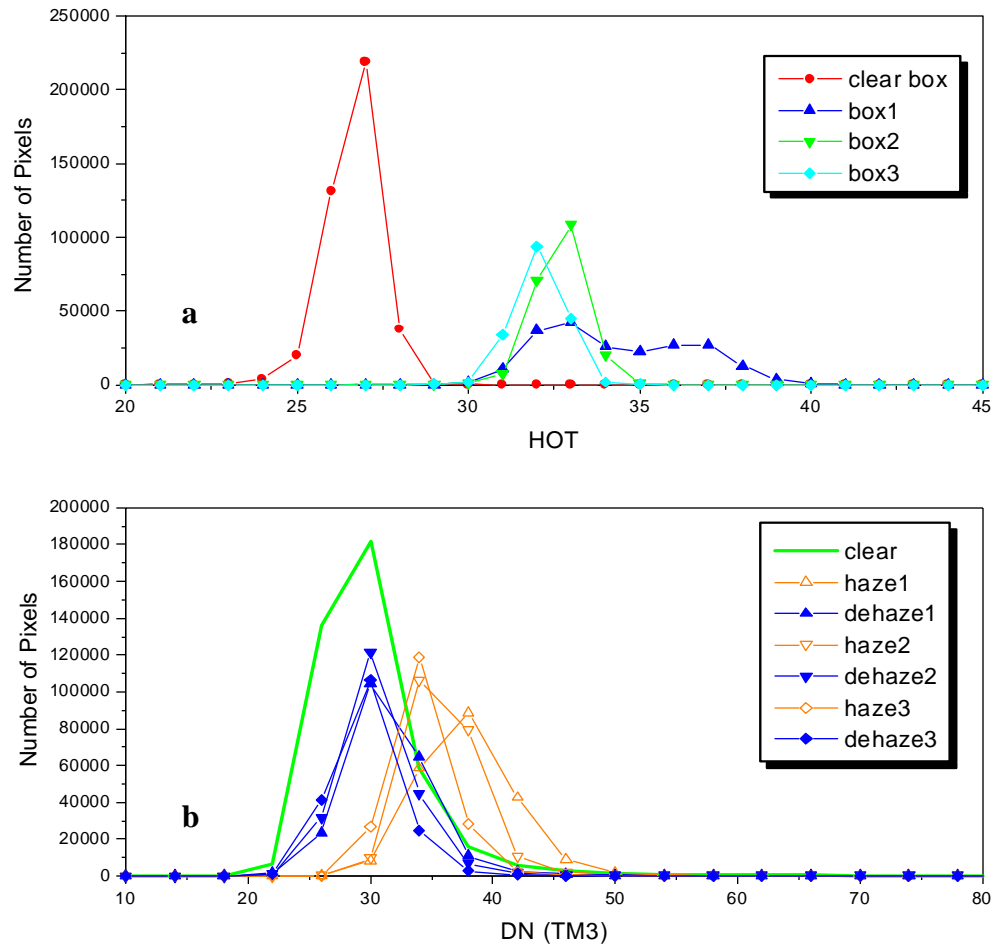 250000
200000
150000
100000
50000
0
Number of Pixels
a
clear box
box1
box2
box3
20 25 30 35 40 45
HOT
200000
180000
160000
140000
120000
100000
80000
60000
40000
20000
0
Number of Pixels
b
clear
haze1
dehaze1
haze2
dehaze2
haze3
dehaze3
10 20 30 40 50 60 70 80
DN (TM3)